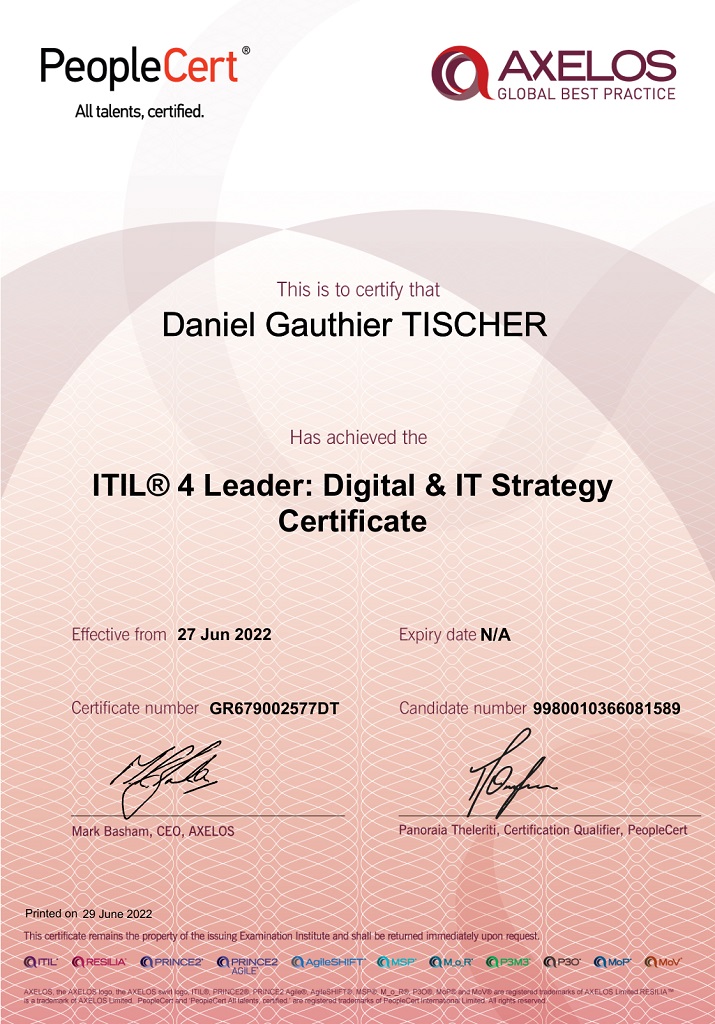 PeopleCert®
All talents, certified.
AXELOS
GLOBAL BEST PRACTICE
This is to certify that
Daniel Gauthier TISCHER
Has achieved the
ITIL® 4 Leader: Digital & IT Strategy
Certificate
Effective from 27 Jun 2022
Expiry date N/A
Certificate number GR679002577DT
Candidate number 9980010366081589
Mark Basham, CEO, AXELOS
Panoraia Theleriti, Certification Qualifier, PeopleCert
Printed on 29 June 2022
This certificate remains the property of the issuing Examination Institute and shall be returned immediately upon request.
ITIL® RESILIA® PRINCE2® PRINCE2 AGILE® AgileSHIFT® MSP® M_o_R® P3M3® P3O® MoP® MoV®
AXELOS, the AXELOS logo, the AXELOS swirl logo, ITIL®, PRINCE2®, PRINCE2 Agile®, AgileSHIFT®, MSP®, M_o_R®, P3O®, MoP® and MoV® are registered trademarks of AXELOS Limited.RESILIA™
is a trademark of AXELOS Limited. PeopleCert and 'PeopleCert All talents, certified.' are registered trademarks of PeopleCert International Limited. All rights reserved